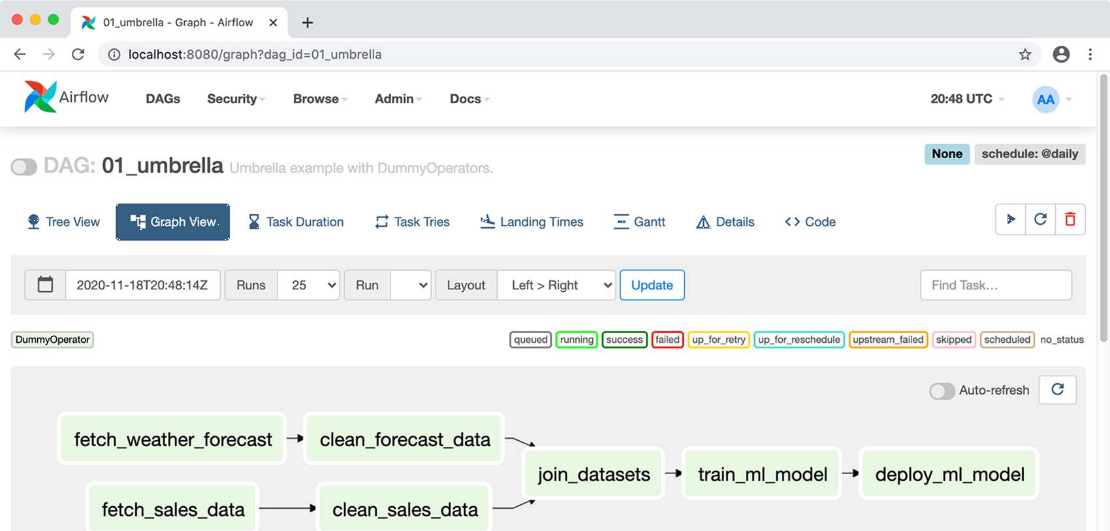 01_umbrella - Graph - Airflow
localhost:8080/graph?dag_id=01_umbrella
Airflow DAGs Security Browse Admin Docs 20:48 UTC AA
DAG: 01_umbrella Umbrella example with DummyOperators. None schedule: @daily
Tree View Graph View Task Duration Task Tries Landing Times Gantt Details Code
2020-11-18T20:48:14Z Runs 25 Run Layout Left > Right Update Find Task...
DummyOperator queued running success failed up_for_retry up_for_reschedule upstream_failed skipped scheduled no_status
Auto-refresh
fetch_weather_forecast clean_forecast_data
join_datasets train_ml_model deploy_ml_model
fetch_sales_data clean_sales_data